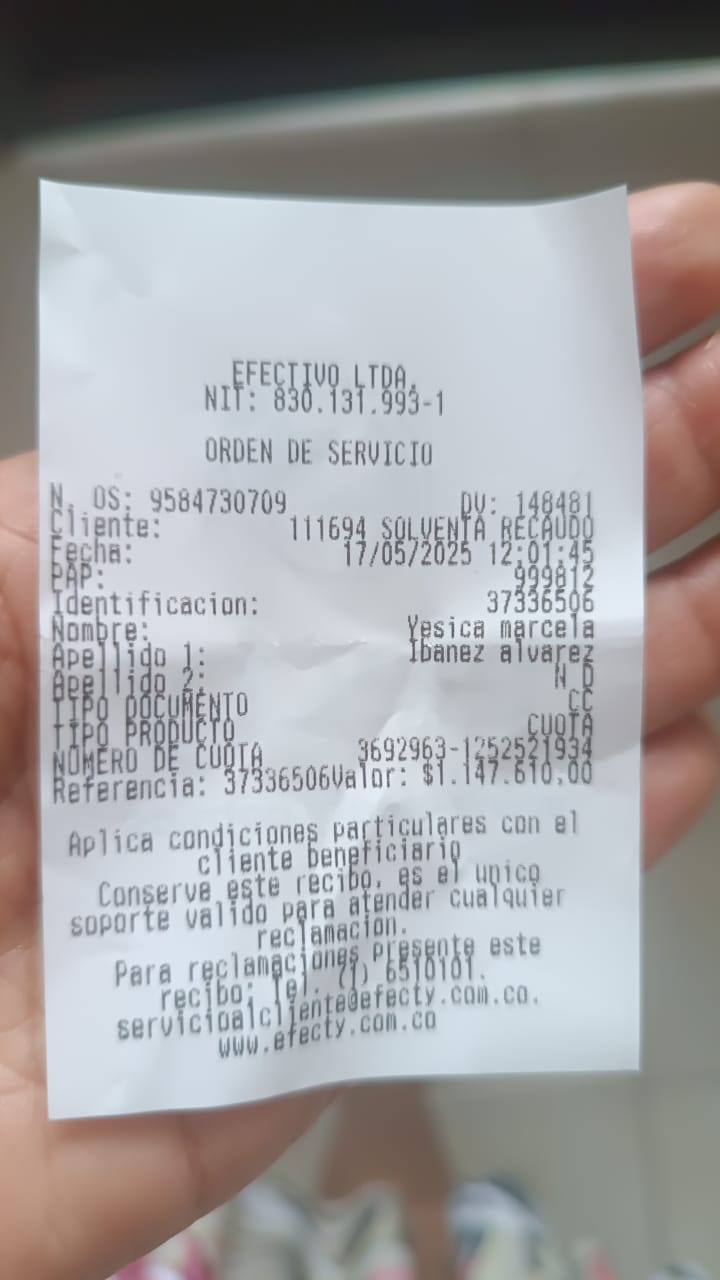 EFECTIVO LTDA.
NIT: 830.131.993-1
ORDEN DE SERVICIO
N. OS: 9584730709 DV: 148481
Cliente: 111694 SOLVENTA RECAUDO
Fecha: 17/05/2025 12:01:45
PAP: 999812
Identificacion: 37336506
Nombre: Yesica marcela
Apellido 1: Ibanez alvarez
Apellido 2: N D
TIPO DOCUMENTO CC
TIPO PRODUCTO CUOTA
NUMERO DE CUOTA 3692963-1252521934
Referencia: 37336506Valor: $1.147.610,00
Aplica condiciones particulares con el
cliente beneficiario
Conserve este recibo, es el unico
soporte valido para atender cualquier
reclamacion.
Para reclamaciones presente este
recibo; Tel. (1) 6510101.
servicioalcliente@efecty.com.co.
www.efecty.com.co